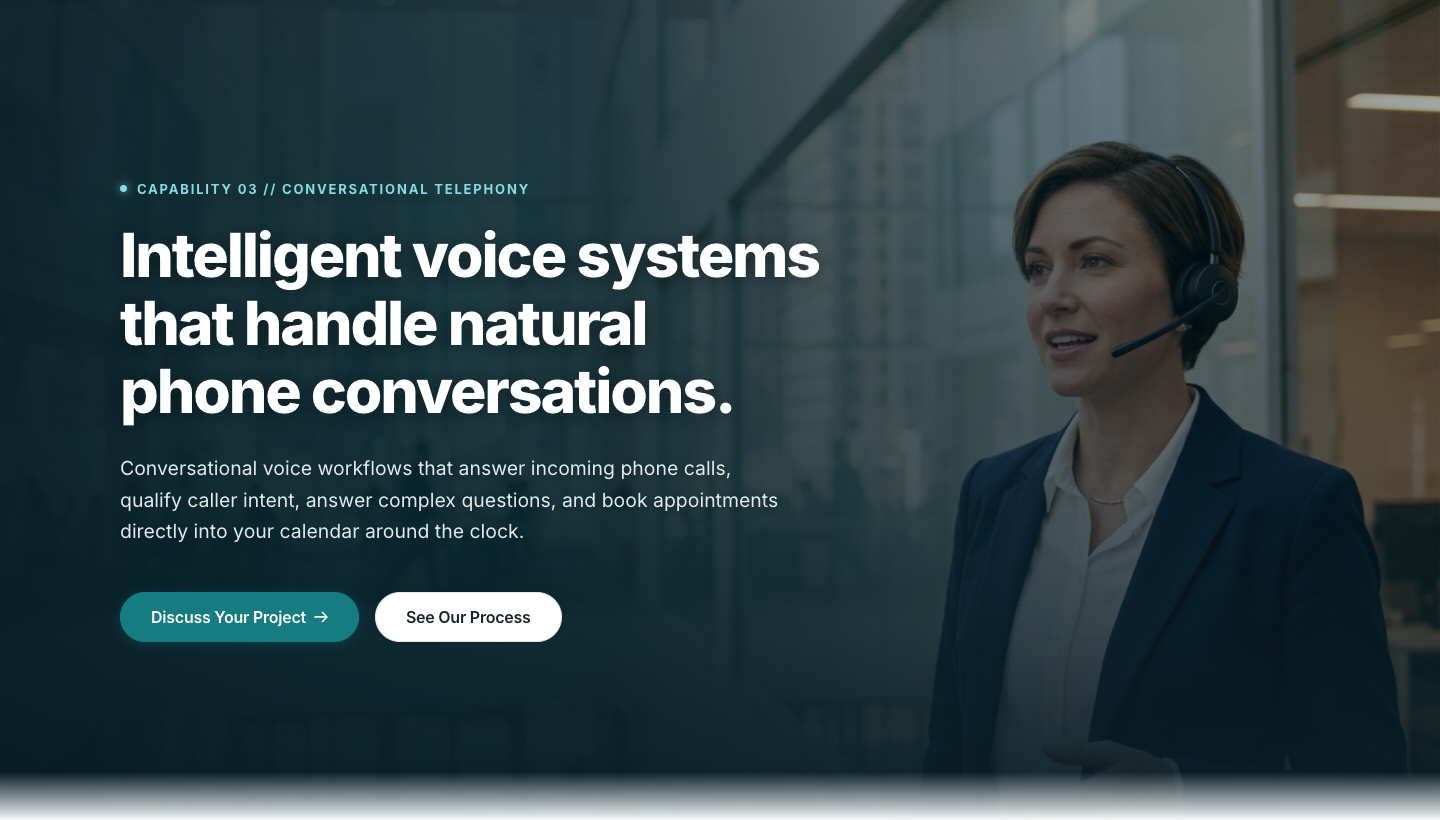 CAPABILITY 03 // CONVERSATIONAL TELEPHONY
Intelligent voice systems
that handle natural
phone conversations.
Conversational voice workflows that answer incoming phone calls,
qualify caller intent, answer complex questions, and book appointments
directly into your calendar around the clock.
Discuss Your Project →
See Our Process